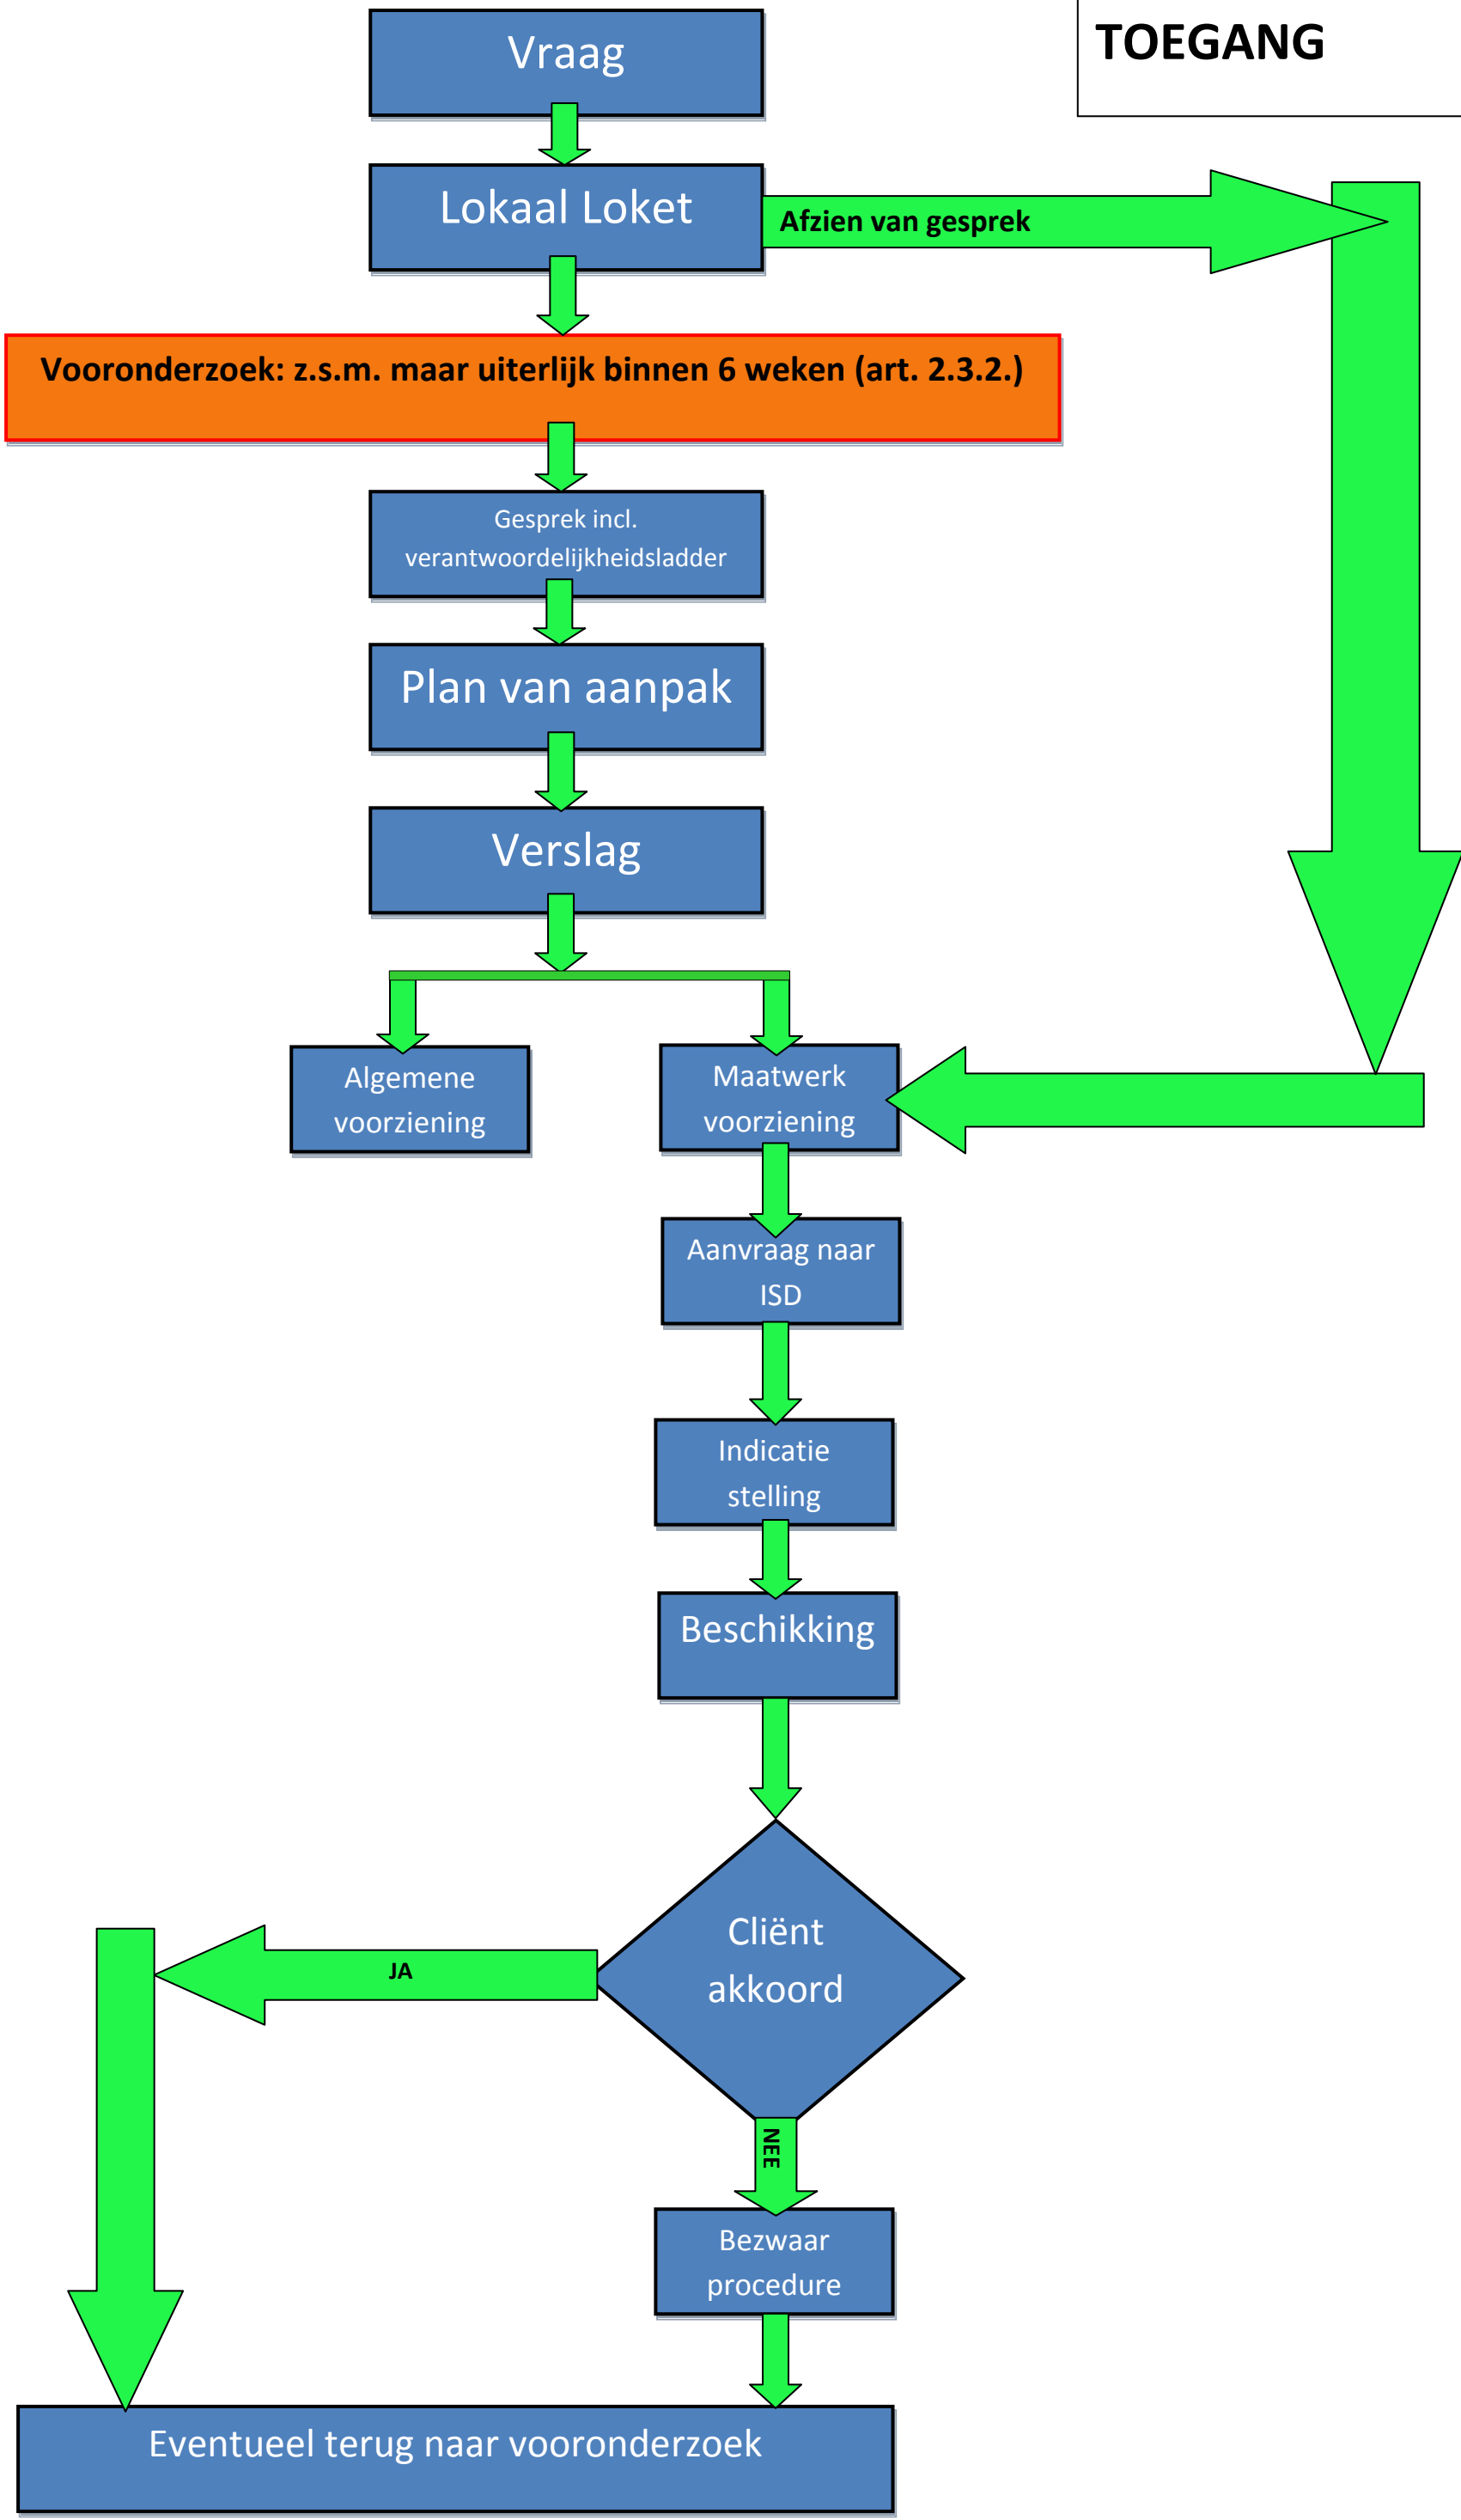 TOEGANG
Vraag
Lokaal Loket
Afzien van gesprek
Vooronderzoek: z.s.m. maar uiterlijk binnen 6 weken (art. 2.3.2.)
Gesprek incl.
verantwoordelijkheidsladder
Plan van aanpak
Verslag
Algemene
voorziening
Maatwerk
voorziening
Aanvraag naar
ISD
Indicatie
stelling
Beschikking
Cliënt
akkoord
JA
NEE
Bezwaar
procedure
Eventueel terug naar vooronderzoek